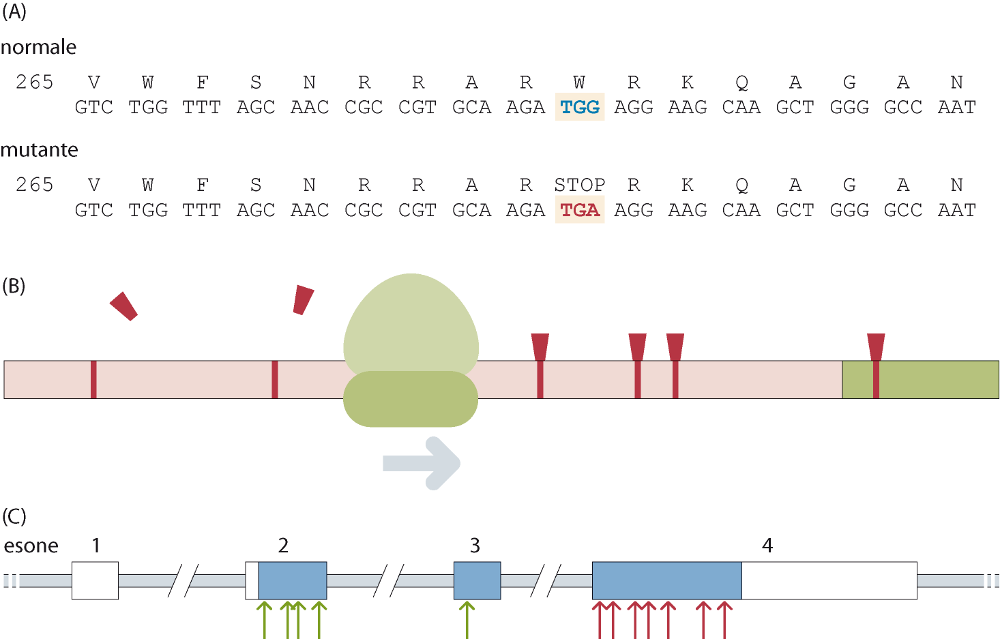 (A)
normale
265 V W F S N R R A R W R K Q A G A N
GTC TGG TTT AGC AAC CGC CGT GCA AGA TGG AGG AAG CAA GCT GGG GCC AAT
mutante
265 V W F S N R R A R STOP R K Q A G A N
GTC TGG TTT AGC AAC CGC CGT GCA AGA TGA AGG AAG CAA GCT GGG GCC AAT
(B)
(C)
esone 1 2 3 4